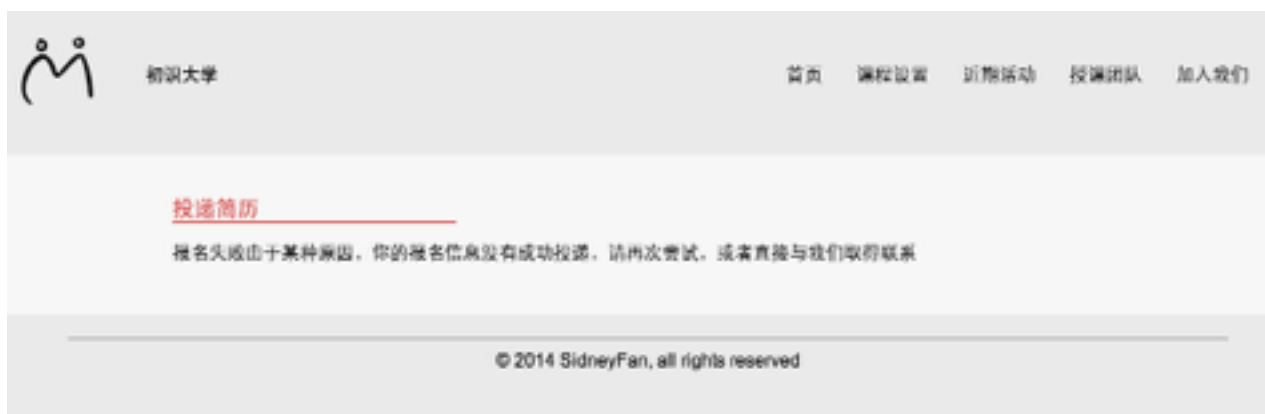 初识大学
首页 课程设置 近期活动 授课团队 加入我们
投递简历
报名失败由于某种原因，你的报名信息没有成功投递，请再次尝试，或者直接与我们取得联系
© 2014 SidneyFan, all rights reserved